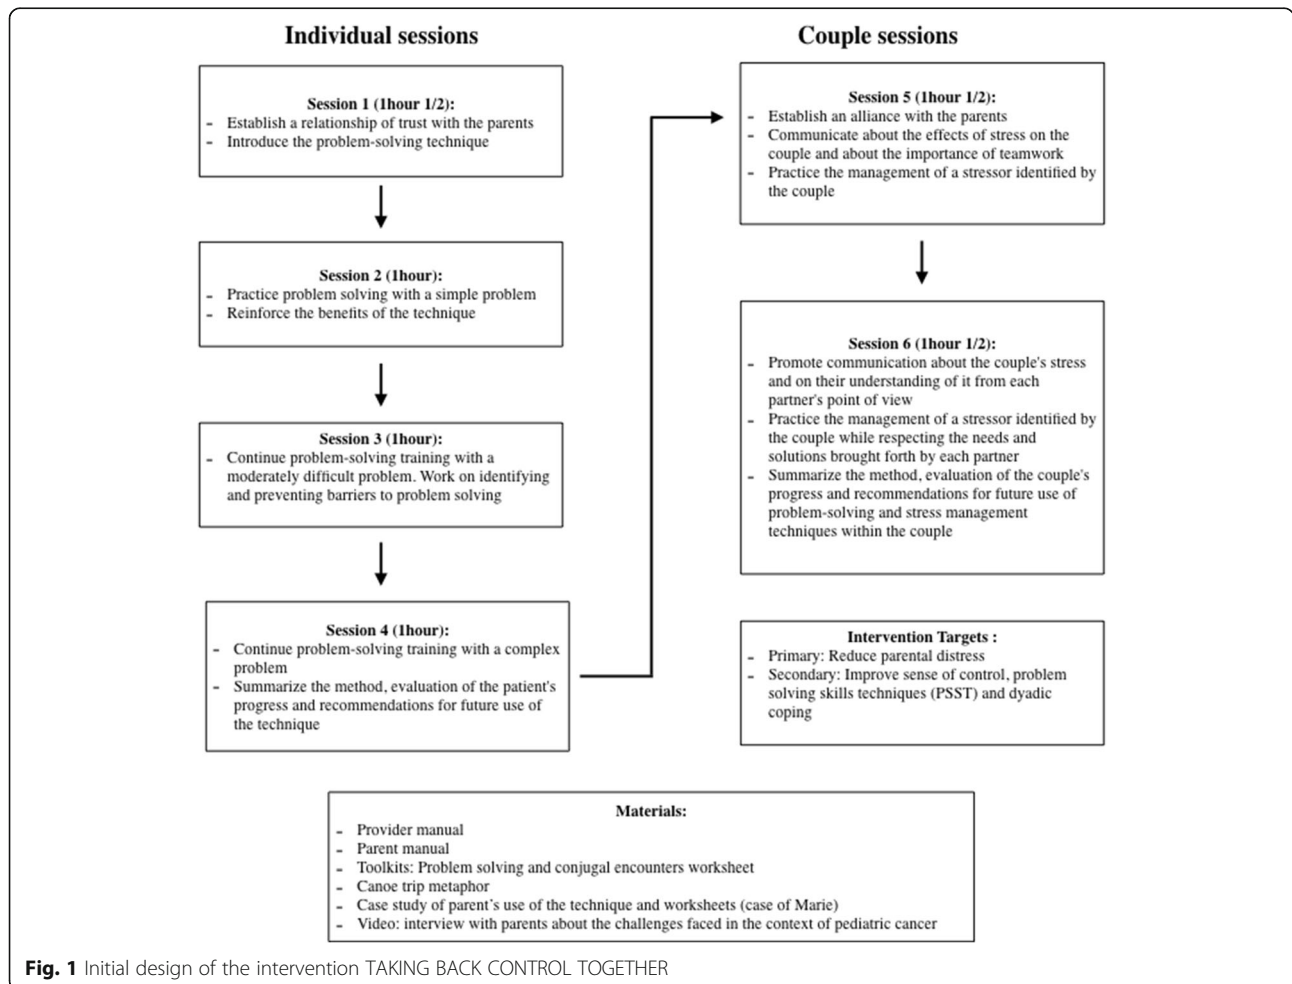 Individual sessions
Session 1 (1hour 1/2):
- Establish a relationship of trust with the parents
- Introduce the problem-solving technique
Session 2 (1hour):
- Practice problem solving with a simple problem
- Reinforce the benefits of the technique
Session 3 (1hour):
- Continue problem-solving training with a
moderately difficult problem. Work on identifying
and preventing barriers to problem solving
Session 4 (1hour):
- Continue problem-solving training with a complex
problem
- Summarize the method, evaluation of the patient's
progress and recommendations for future use of
the technique
Couple sessions
Session 5 (1hour 1/2):
- Establish an alliance with the parents
- Communicate about the effects of stress on the
couple and about the importance of teamwork
- Practice the management of a stressor identified by
the couple
Session 6 (1hour 1/2):
- Promote communication about the couple's stress
and on their understanding of it from each
partner's point of view
- Practice the management of a stressor identified by
the couple while respecting the needs and
solutions brought forth by each partner
- Summarize the method, evaluation of the couple's
progress and recommendations for future use of
problem-solving and stress management
techniques within the couple
Intervention Targets :
- Primary: Reduce parental distress
- Secondary: Improve sense of control, problem
solving skills techniques (PSST) and dyadic
coping
Materials:
- Provider manual
- Parent manual
- Toolkits: Problem solving and conjugal encounters worksheet
- Canoe trip metaphor
- Case study of parent's use of the technique and worksheets (case of Marie)
- Video: interview with parents about the challenges faced in the context of pediatric cancer
Fig. 1 Initial design of the intervention TAKING BACK CONTROL TOGETHER